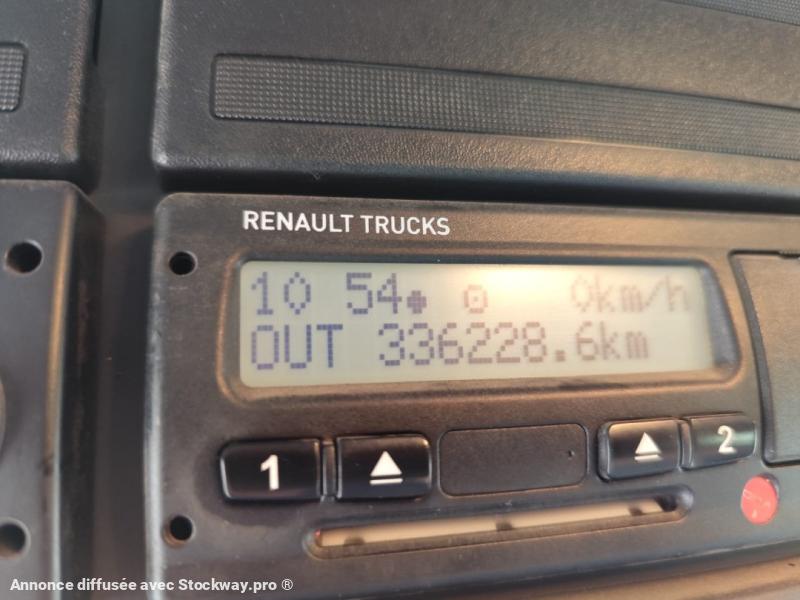 RENAULT TRUCKS
10 54 0km/h
OUT 336228.6km
1 2
Annonce diffusée avec Stockway.pro ®